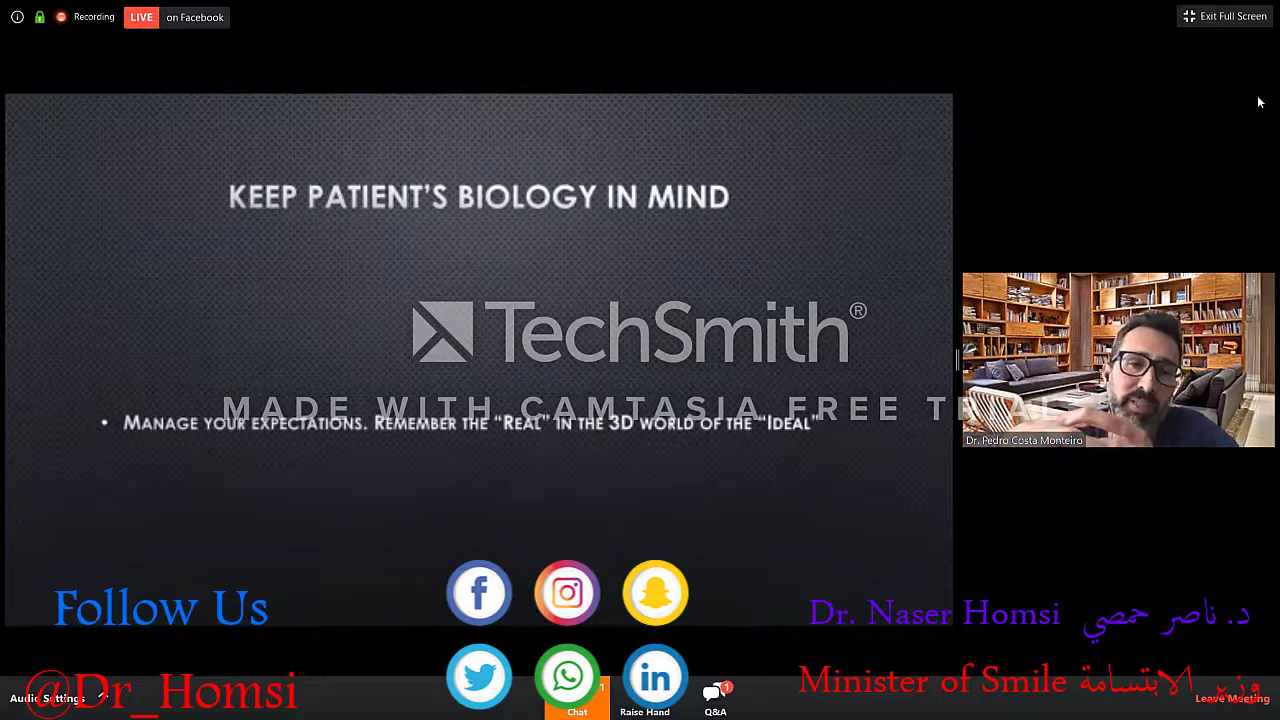 Recording
LIVE on Facebook
Exit Full Screen
KEEP PATIENT'S BIOLOGY IN MIND
TechSmith®
MADE WITH CAMTASIA FREE
• MANAGE YOUR EXPECTATIONS. REMEMBER THE “REAL” IN THE 3D WORLD OF THE “IDEAL”
Dr. Pedro Costa Monteiro
Follow Us
Dr. Naser Homsi د. ناصر حمصي
@Dr_Homsi
Minister of Smile وزير الابتسامة
Audio Settings
1
Chat
Raise Hand
1
Q&A
Leave Meeting